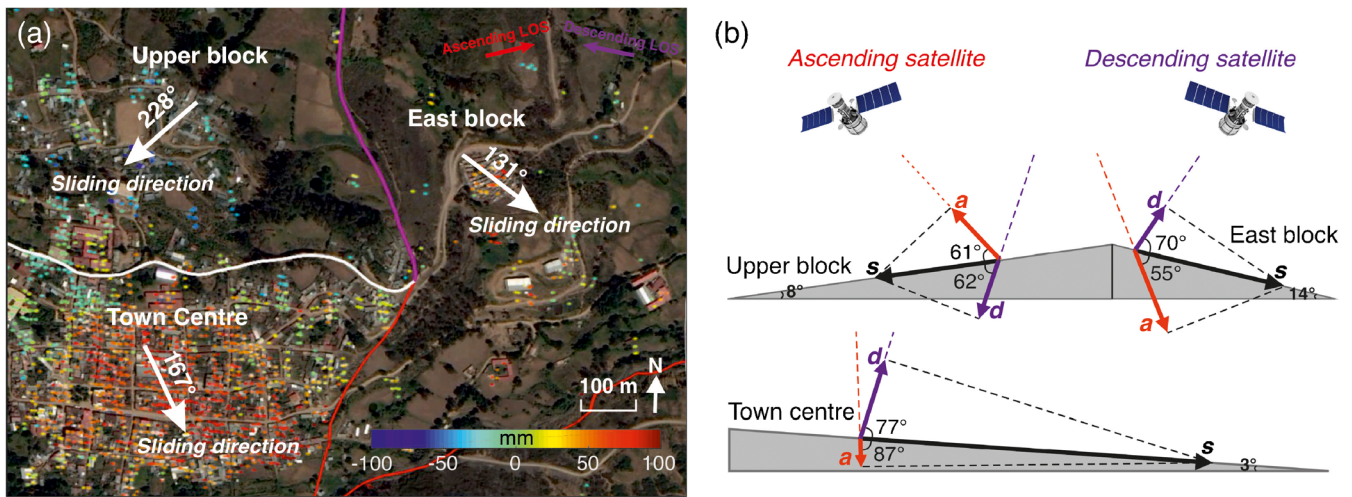 (a)
Upper block
228°
Sliding direction
Ascending LOS
Descending LOS
East block
131°
Sliding direction
Town Centre
167°
Sliding direction
N
100 m
mm
-100 -50 0 50 100
(b)
Ascending satellite
Descending satellite
a
61°
62°
Upper block
s
8°
d
d
70°
55°
East block
s
14°
a
d
Town centre
77°
87°
a
s
3°